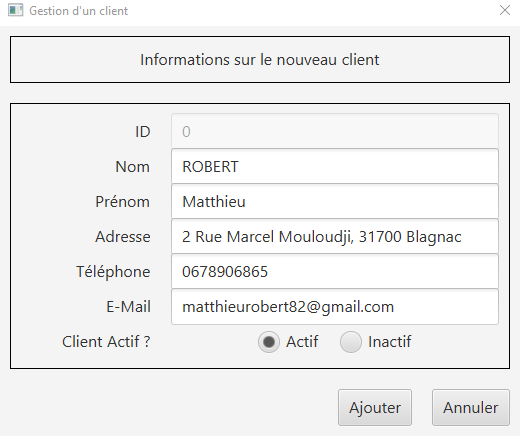 Gestion d'un client
Informations sur le nouveau client
ID 0
Nom ROBERT
Prénom Matthieu
Adresse 2 Rue Marcel Mouloudji, 31700 Blagnac
Téléphone 0678906865
E-Mail matthieurobert82@gmail.com
Client Actif ? Actif Inactif
Ajouter Annuler